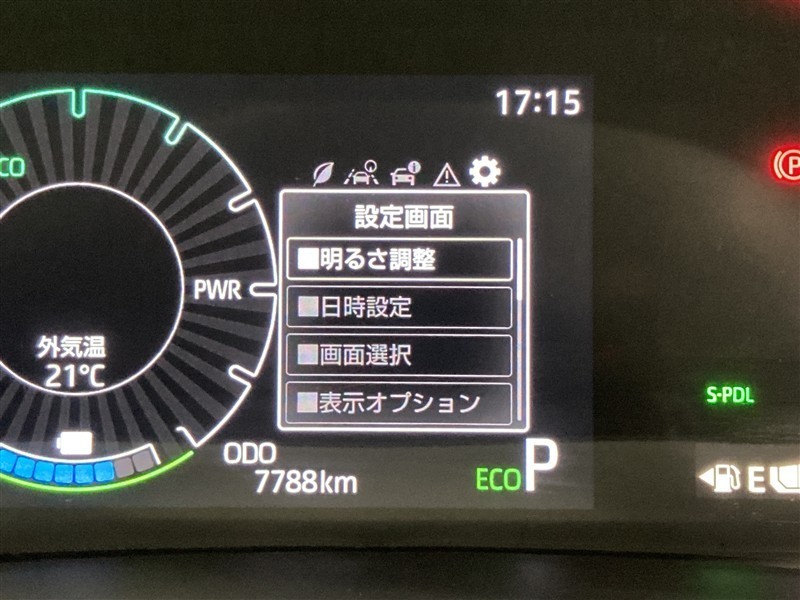 17:15
CO
設定画面
明るさ調整
日時設定
画面選択
表示オプション
PWR
外気温
21℃
ODO
7788km
ECO
P
(P)
S-PDL
E